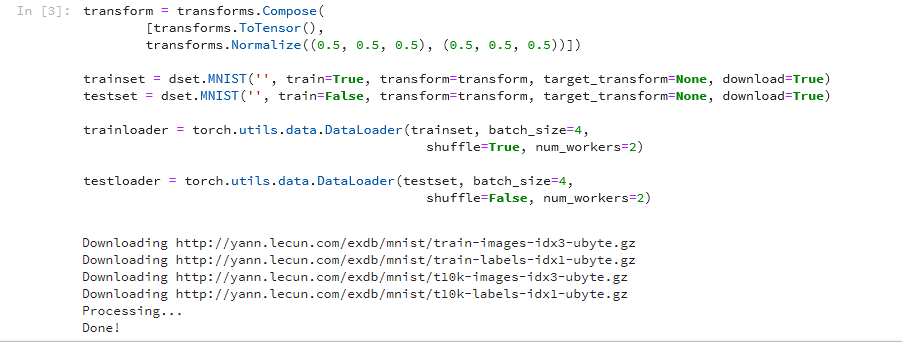 In [3]: transform = transforms.Compose(
[transforms.ToTensor(),
transforms.Normalize((0.5, 0.5, 0.5), (0.5, 0.5, 0.5))])
trainset = dset.MNIST('', train=True, transform=transform, target_transform=None, download=True)
testset = dset.MNIST('', train=False, transform=transform, target_transform=None, download=True)
trainloader = torch.utils.data.DataLoader(trainset, batch_size=4,
shuffle=True, num_workers=2)
testloader = torch.utils.data.DataLoader(testset, batch_size=4,
shuffle=False, num_workers=2)
Downloading http://yann.lecun.com/exdb/mnist/train-images-idx3-ubyte.gz
Downloading http://yann.lecun.com/exdb/mnist/train-labels-idx1-ubyte.gz
Downloading http://yann.lecun.com/exdb/mnist/t10k-images-idx3-ubyte.gz
Downloading http://yann.lecun.com/exdb/mnist/t10k-labels-idx1-ubyte.gz
Processing...
Done!